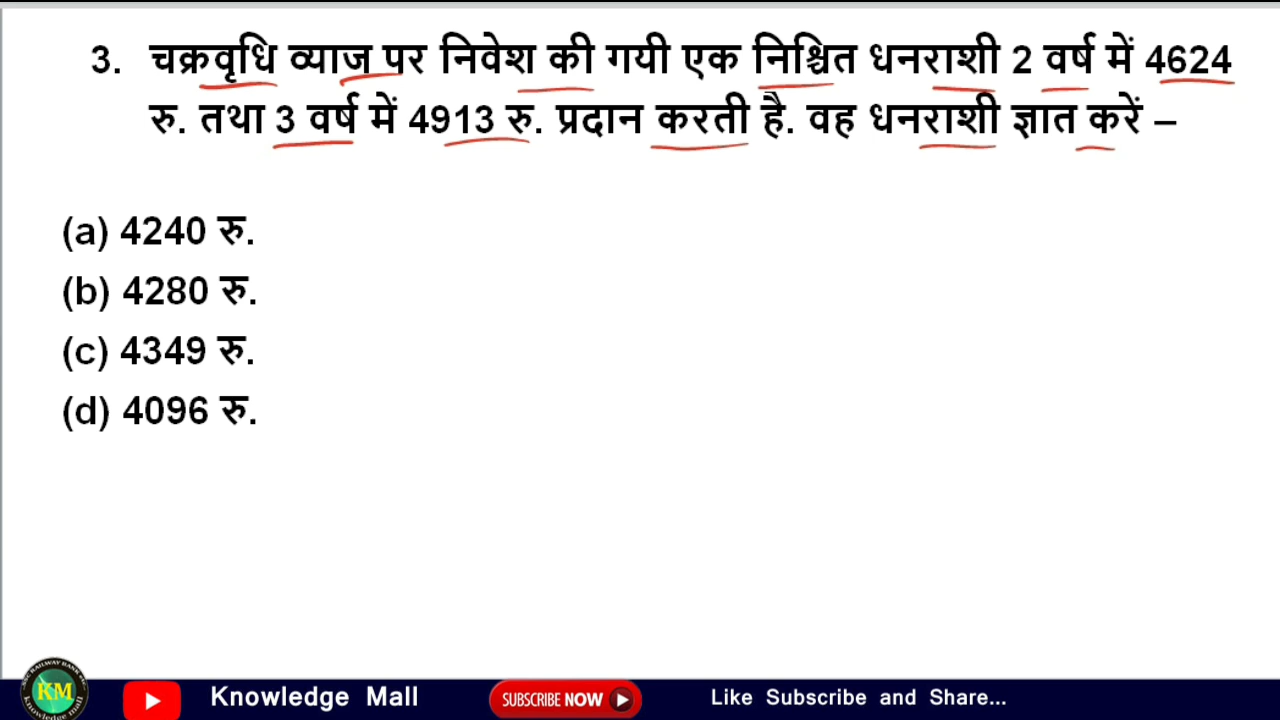 3. चक्रवृधि व्याज पर निवेश की गयी एक निश्चित धनराशी 2 वर्ष में 4624
रु. तथा 3 वर्ष में 4913 रु. प्रदान करती है. वह धनराशी ज्ञात करें –
(a) 4240 रु.
(b) 4280 रु.
(c) 4349 रु.
(d) 4096 रु.
KM
Knowledge Mall
SUBSCRIBE NOW
Like Subscribe and Share...